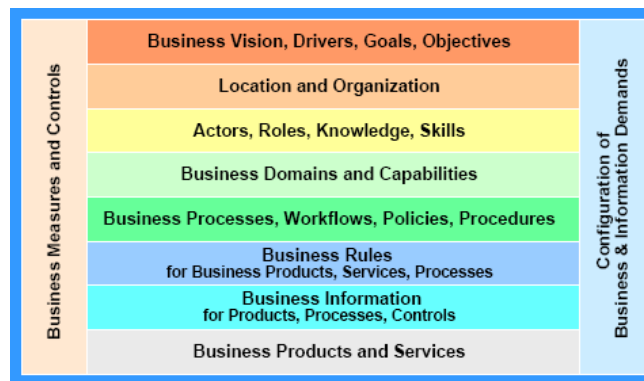 Business Measures and Controls
Business Vision, Drivers, Goals, Objectives
Location and Organization
Actors, Roles, Knowledge, Skills
Business Domains and Capabilities
Business Processes, Workflows, Policies, Procedures
Business Rules
for Business Products, Services, Processes
Business Information
for Products, Processes, Controls
Business Products and Services
Configuration of
Business & Information Demands